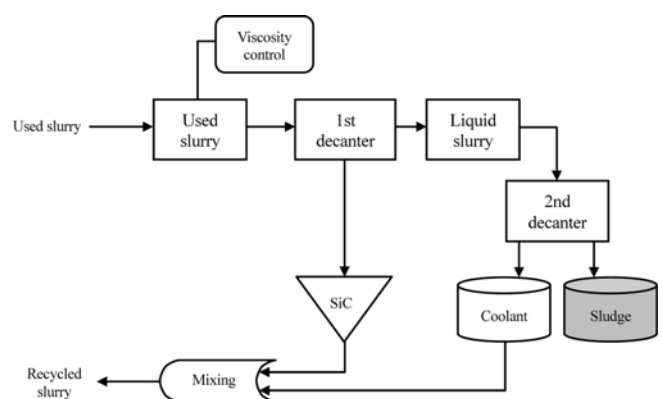 Viscosity
control
Used slurry
Used
slurry
1st
decanter
Liquid
slurry
2nd
decanter
SiC
Coolant
Sludge
Recycled
slurry
Mixing